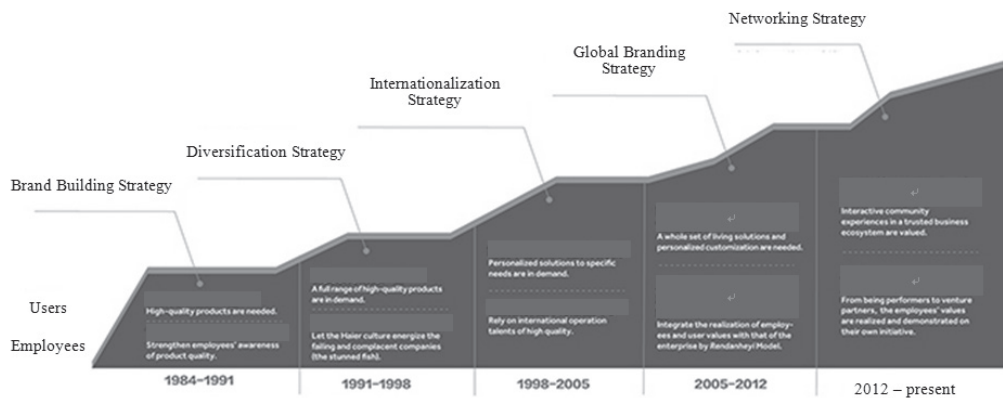 Networking Strategy
Global Branding
Strategy
Internationalization
Strategy
Diversification Strategy
Brand Building Strategy
Users
Employees
High-quality products are needed.
Strengthen employees' awareness
of product quality.
A full range of high-quality products
are in demand.
Let the Haier culture energize the
failing and complacent companies
(the stunned fish).
Personalized solutions to specific
needs are in demand.
Rely on international operation
talents of high quality.
A whole set of living solutions and
personalized customization are needed.
Integrate the realization of employ-
ees and user values with that of the
enterprise by Rendanheyi Model.
Interactive community
experiences in a trusted business
ecosystem are valued.
From being performers to venture
partners, the employees' values
are realized and demonstrated on
their own initiative.
1984–1991
1991–1998
1998–2005
2005–2012
2012 – present